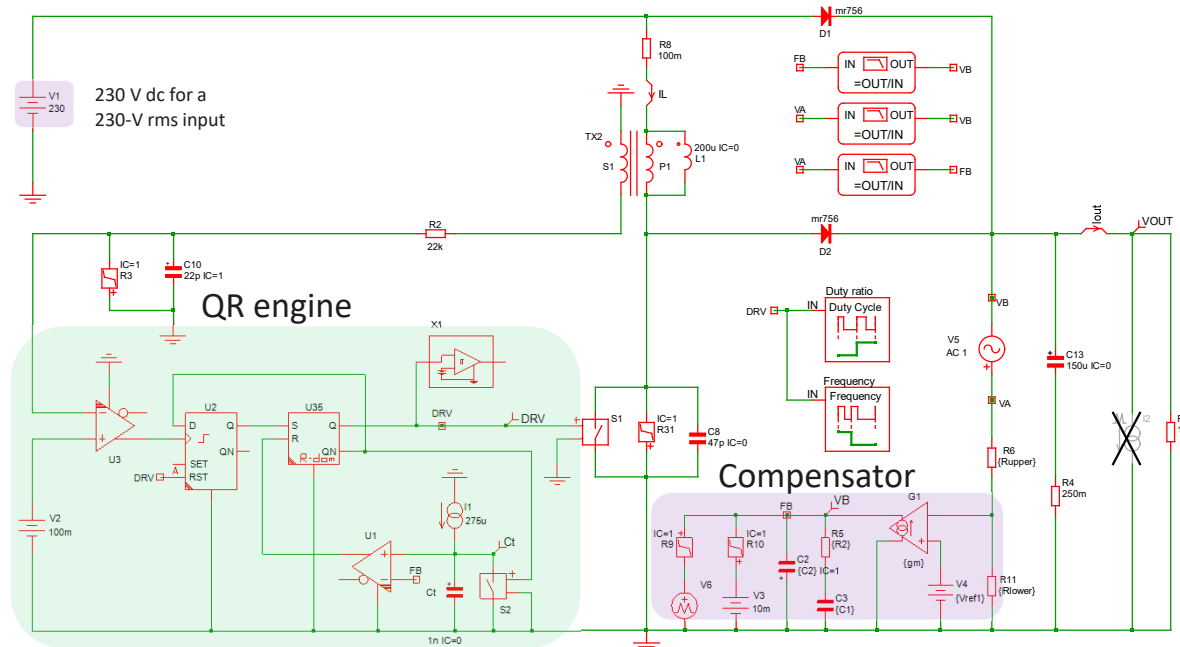 mr756
D1
R8
100m
FB
IN
OUT
=OUT/IN
VB
V1
230
230 V dc for a
230-V rms input
IL
VA
IN
OUT
=OUT/IN
VB
TX2
S1
P1
200u IC=0
L1
VA
IN
OUT
=OUT/IN
FB
R2
22k
mr756
D2
Iout
VOUT
IC=1
R3
C10
22p IC=1
QR engine
Duty ratio
IN
Duty Cycle
DRV
VB
V5
AC 1
X1
C13
150u IC=0
Frequency
IN
Frequency
VA
U2
U35
D
Q
S
Q
DRV
DRV
S1
IC=1
R31
C8
47p IC=0
I2
R
U3
QN
R
QN
R-dom
SET
A
RST
DRV
Compensator
R6
{Rupper}
R4
250m
V2
100m
I1
275u
U1
Ct
FB
Ct
S2
1n IC=0
IC=1
R9
IC=1
R10
FB
VB
R5
{R2}
G1
{gm}
C2
{C2} IC=1
V6
V3
10m
C3
{C1}
V4
{Vref1}
R11
{Rlower}